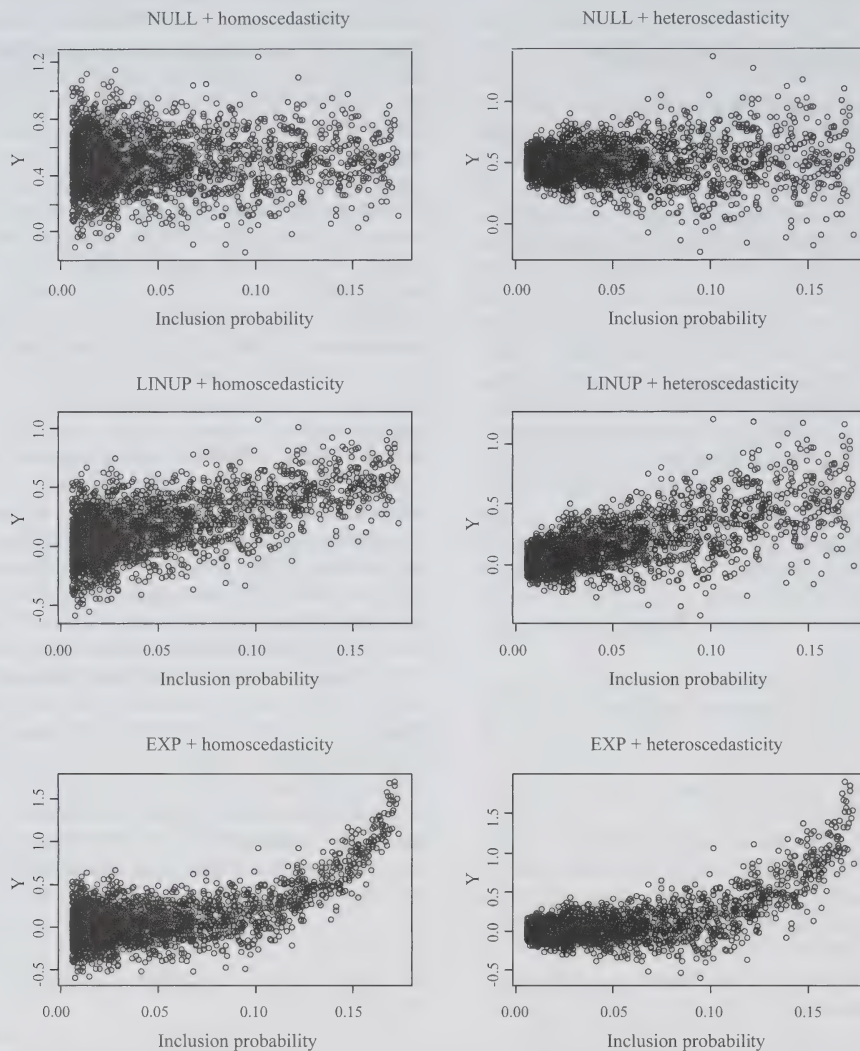 NULL + homoscedasticity
Y
1.2
0.8
0.4
0.0
0.00 0.05 0.10 0.15
Inclusion probability
NULL + heteroscedasticity
Y
1.0
0.5
0.0
0.00 0.05 0.10 0.15
Inclusion probability
LINUP + homoscedasticity
Y
1.0
0.5
0.0
-0.5
0.00 0.05 0.10 0.15
Inclusion probability
LINUP + heteroscedasticity
Y
1.0
0.5
0.0
0.00 0.05 0.10 0.15
Inclusion probability
EXP + homoscedasticity
Y
1.5
1.0
0.5
0.0
-0.5
0.00 0.05 0.10 0.15
Inclusion probability
EXP + heteroscedasticity
Y
1.5
1.0
0.5
0.0
-0.5
0.00 0.05 0.10 0.15
Inclusion probability